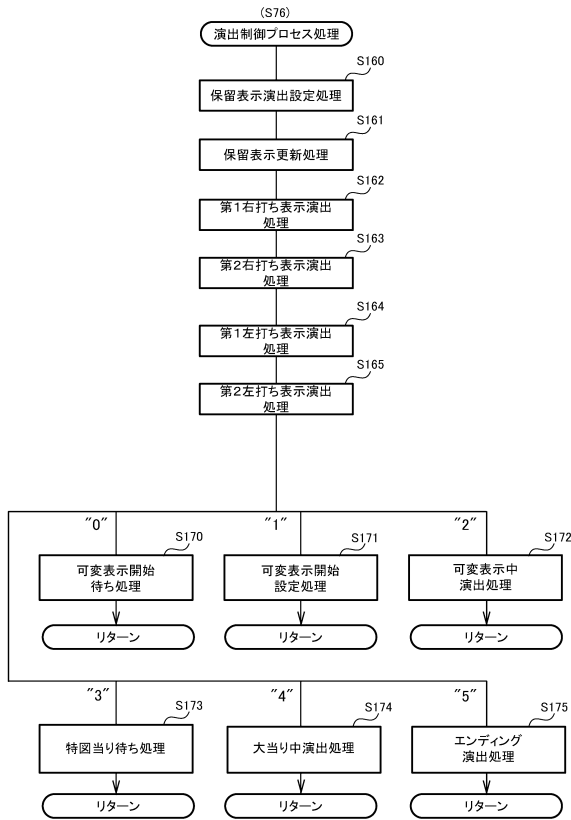 (S76)
演出制御プロセス処理
S160
保留表示演出設定処理
S161
保留表示更新処理
S162
第1右打ち表示演出
処理
S163
第2右打ち表示演出
処理
S164
第1左打ち表示演出
処理
S165
第2左打ち表示演出
処理
"0"
S170
可変表示開始
待ち処理
リターン
"1"
S171
可変表示開始
設定処理
リターン
"2"
S172
可変表示中
演出処理
リターン
"3"
S173
特図当り待ち処理
リターン
"4"
S174
大当り中演出処理
リターン
"5"
S175
エンディング
演出処理
リターン